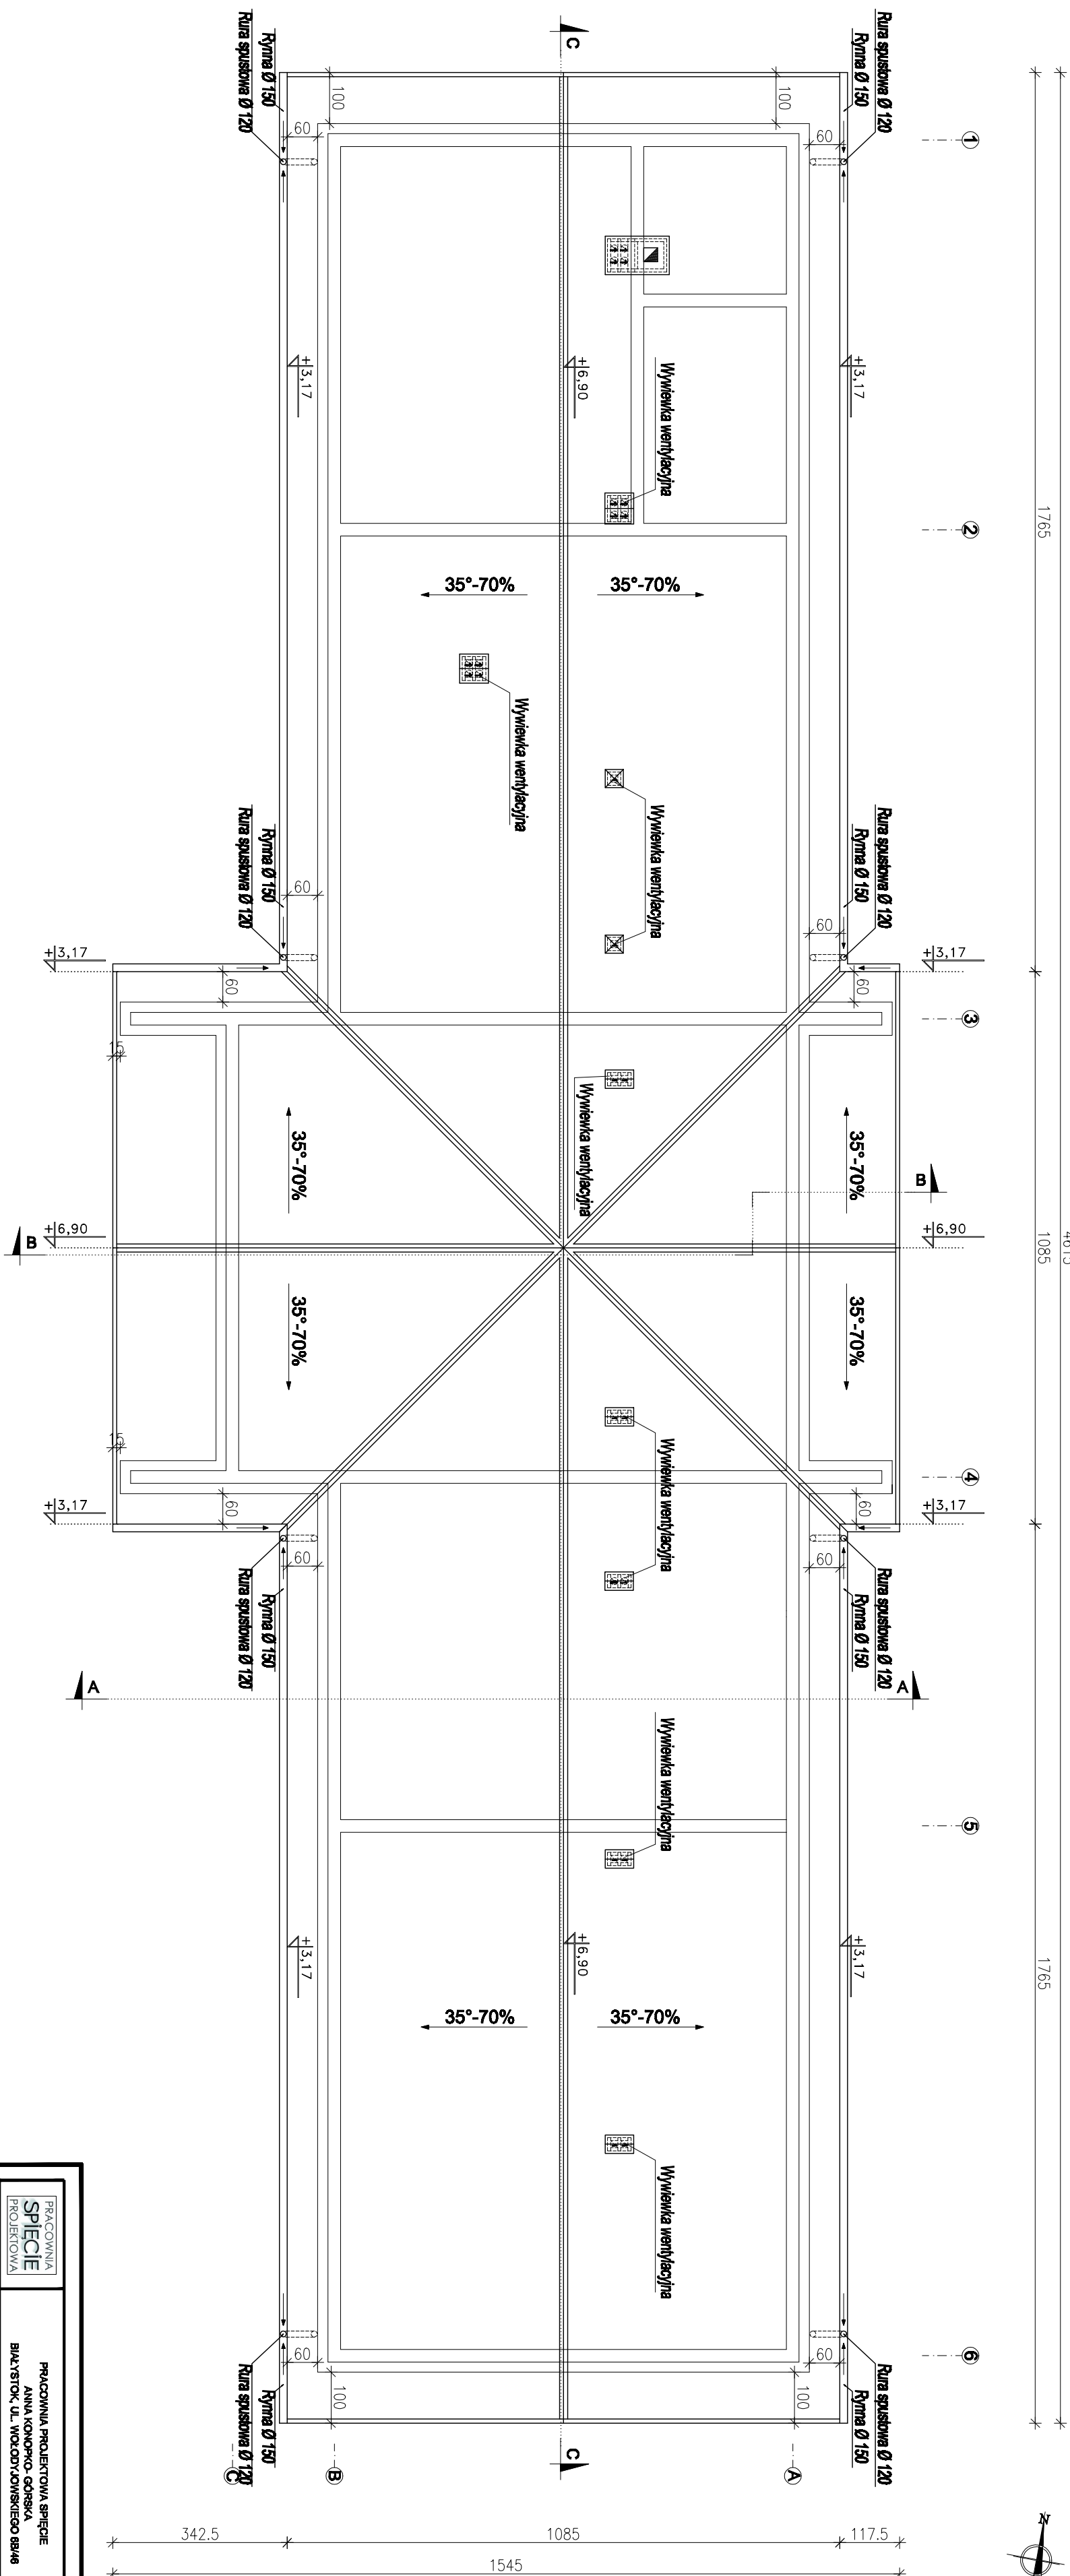 4615
1765
1085
1765
1
2
3
4
5
6
Rura spustowa Ø 120
Rynna Ø 150
Rura spustowa Ø 120
Rynna Ø 150
Rura spustowa Ø 120
Rynna Ø 150
Rura spustowa Ø 120
Rynna Ø 150
C
100
100
60
60
60
60
60
60
60
60
60
60
60
60
100
100
15
15
+3,17
+3,17
+6,90
+3,17
+3,17
+6,90
+6,90
+3,17
+3,17
+3,17
+3,17
+6,90
Wywiewka wentylacyjna
Wywiewka wentylacyjna
Wywiewka wentylacyjna
Wywiewka wentylacyjna
Wywiewka wentylacyjna
Wywiewka wentylacyjna
Wywiewka wentylacyjna
35°-70%
35°-70%
35°-70%
35°-70%
35°-70%
35°-70%
35°-70%
35°-70%
B
B
A
A
C
Rynna Ø 150
Rura spustowa Ø 120
Rynna Ø 150
Rura spustowa Ø 120
Rynna Ø 150
Rura spustowa Ø 120
Rynna Ø 150
Rura spustowa Ø 120
A
B
C
342.5
1085
117.5
1545
N
PRACOWNIA
SPIĘCIE
PROJEKTOWA
PRACOWNIA PROJEKTOWA SPIĘCIE
ANNA KONOPKO- GÓRSKA
BIAŁYSTOK, UL. WOŁODYJOWSKIEGO 6B/46